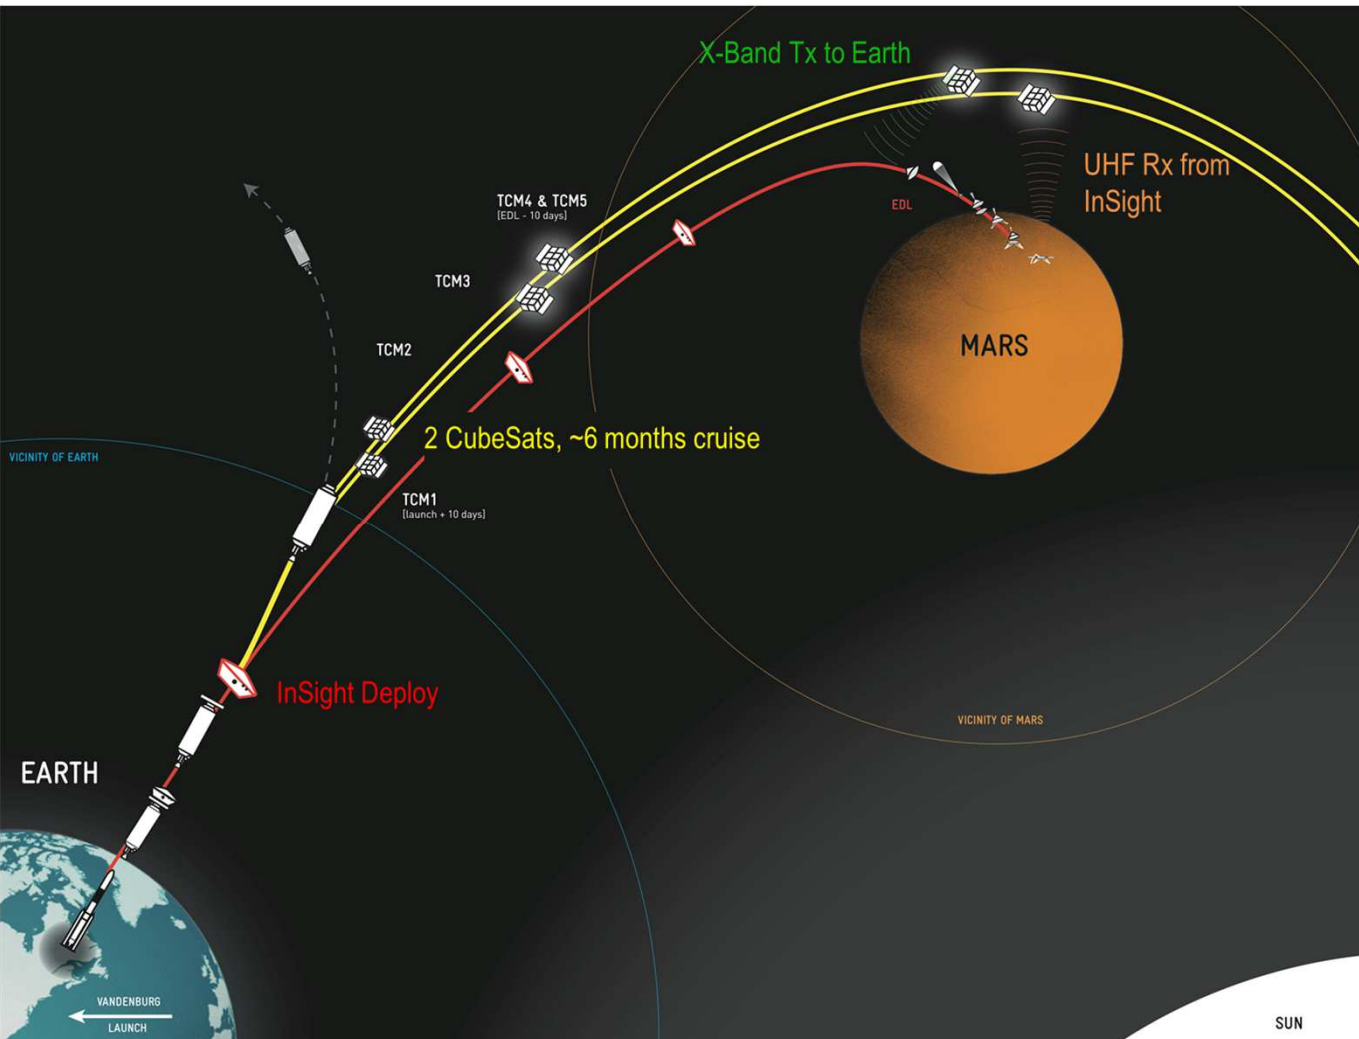 X-Band Tx to Earth
UHF Rx from
InSight
TCM4 & TCM5
[EDL - 10 days]
EDL
TCM3
MARS
TCM2
2 CubeSats, ~6 months cruise
VICINITY OF EARTH
TCM1
[launch + 10 days]
InSight Deploy
VICINITY OF MARS
EARTH
VANDENBURG
LAUNCH
SUN